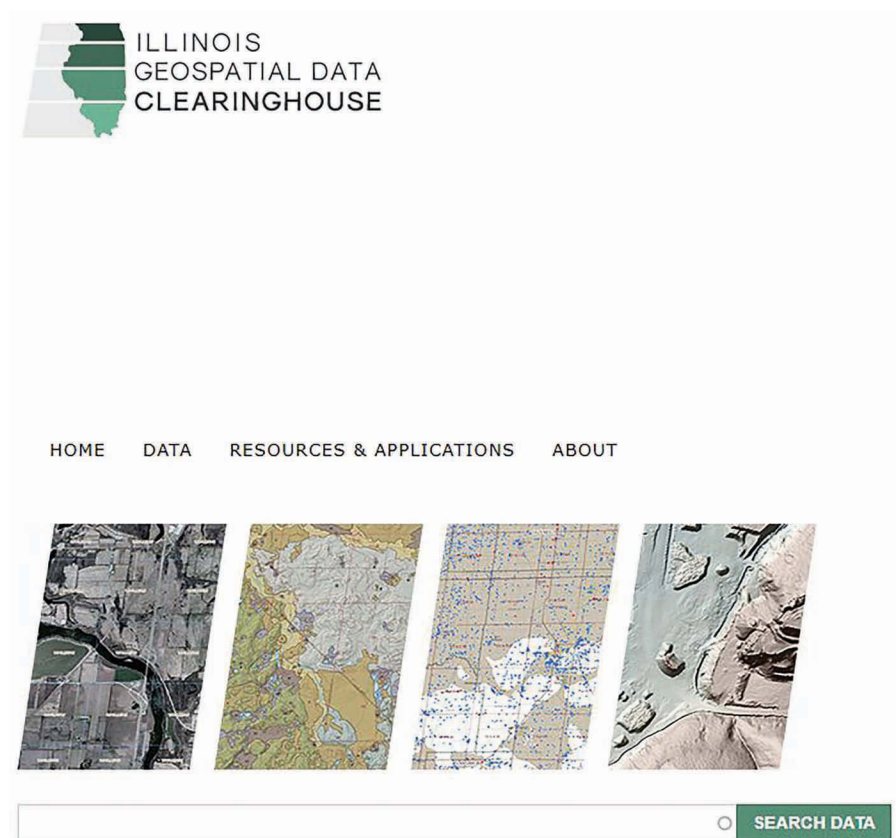 ILLINOIS
GEOSPATIAL DATA
CLEARINGHOUSE
HOME DATA RESOURCES & APPLICATIONS ABOUT
SEARCH DATA